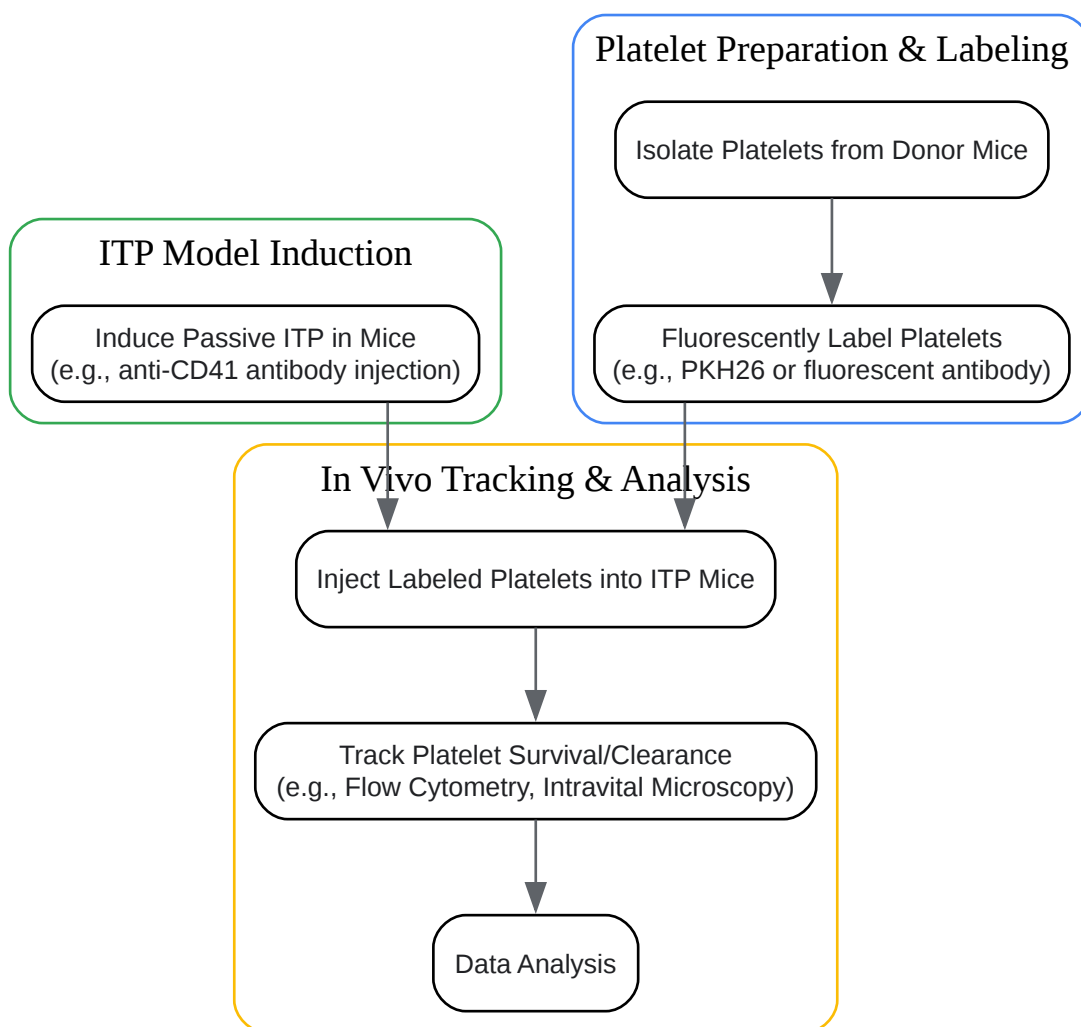 Platelet Preparation & Labeling
Isolate Platelets from Donor Mice
ITP Model Induction
Induce Passive ITP in Mice
(e.g., anti-CD41 antibody injection)
Fluorescently Label Platelets
(e.g., PKH26 or fluorescent antibody)
In Vivo Tracking & Analysis
Inject Labeled Platelets into ITP Mice
Track Platelet Survival/Clearance
(e.g., Flow Cytometry, Intravital Microscopy)
Data Analysis